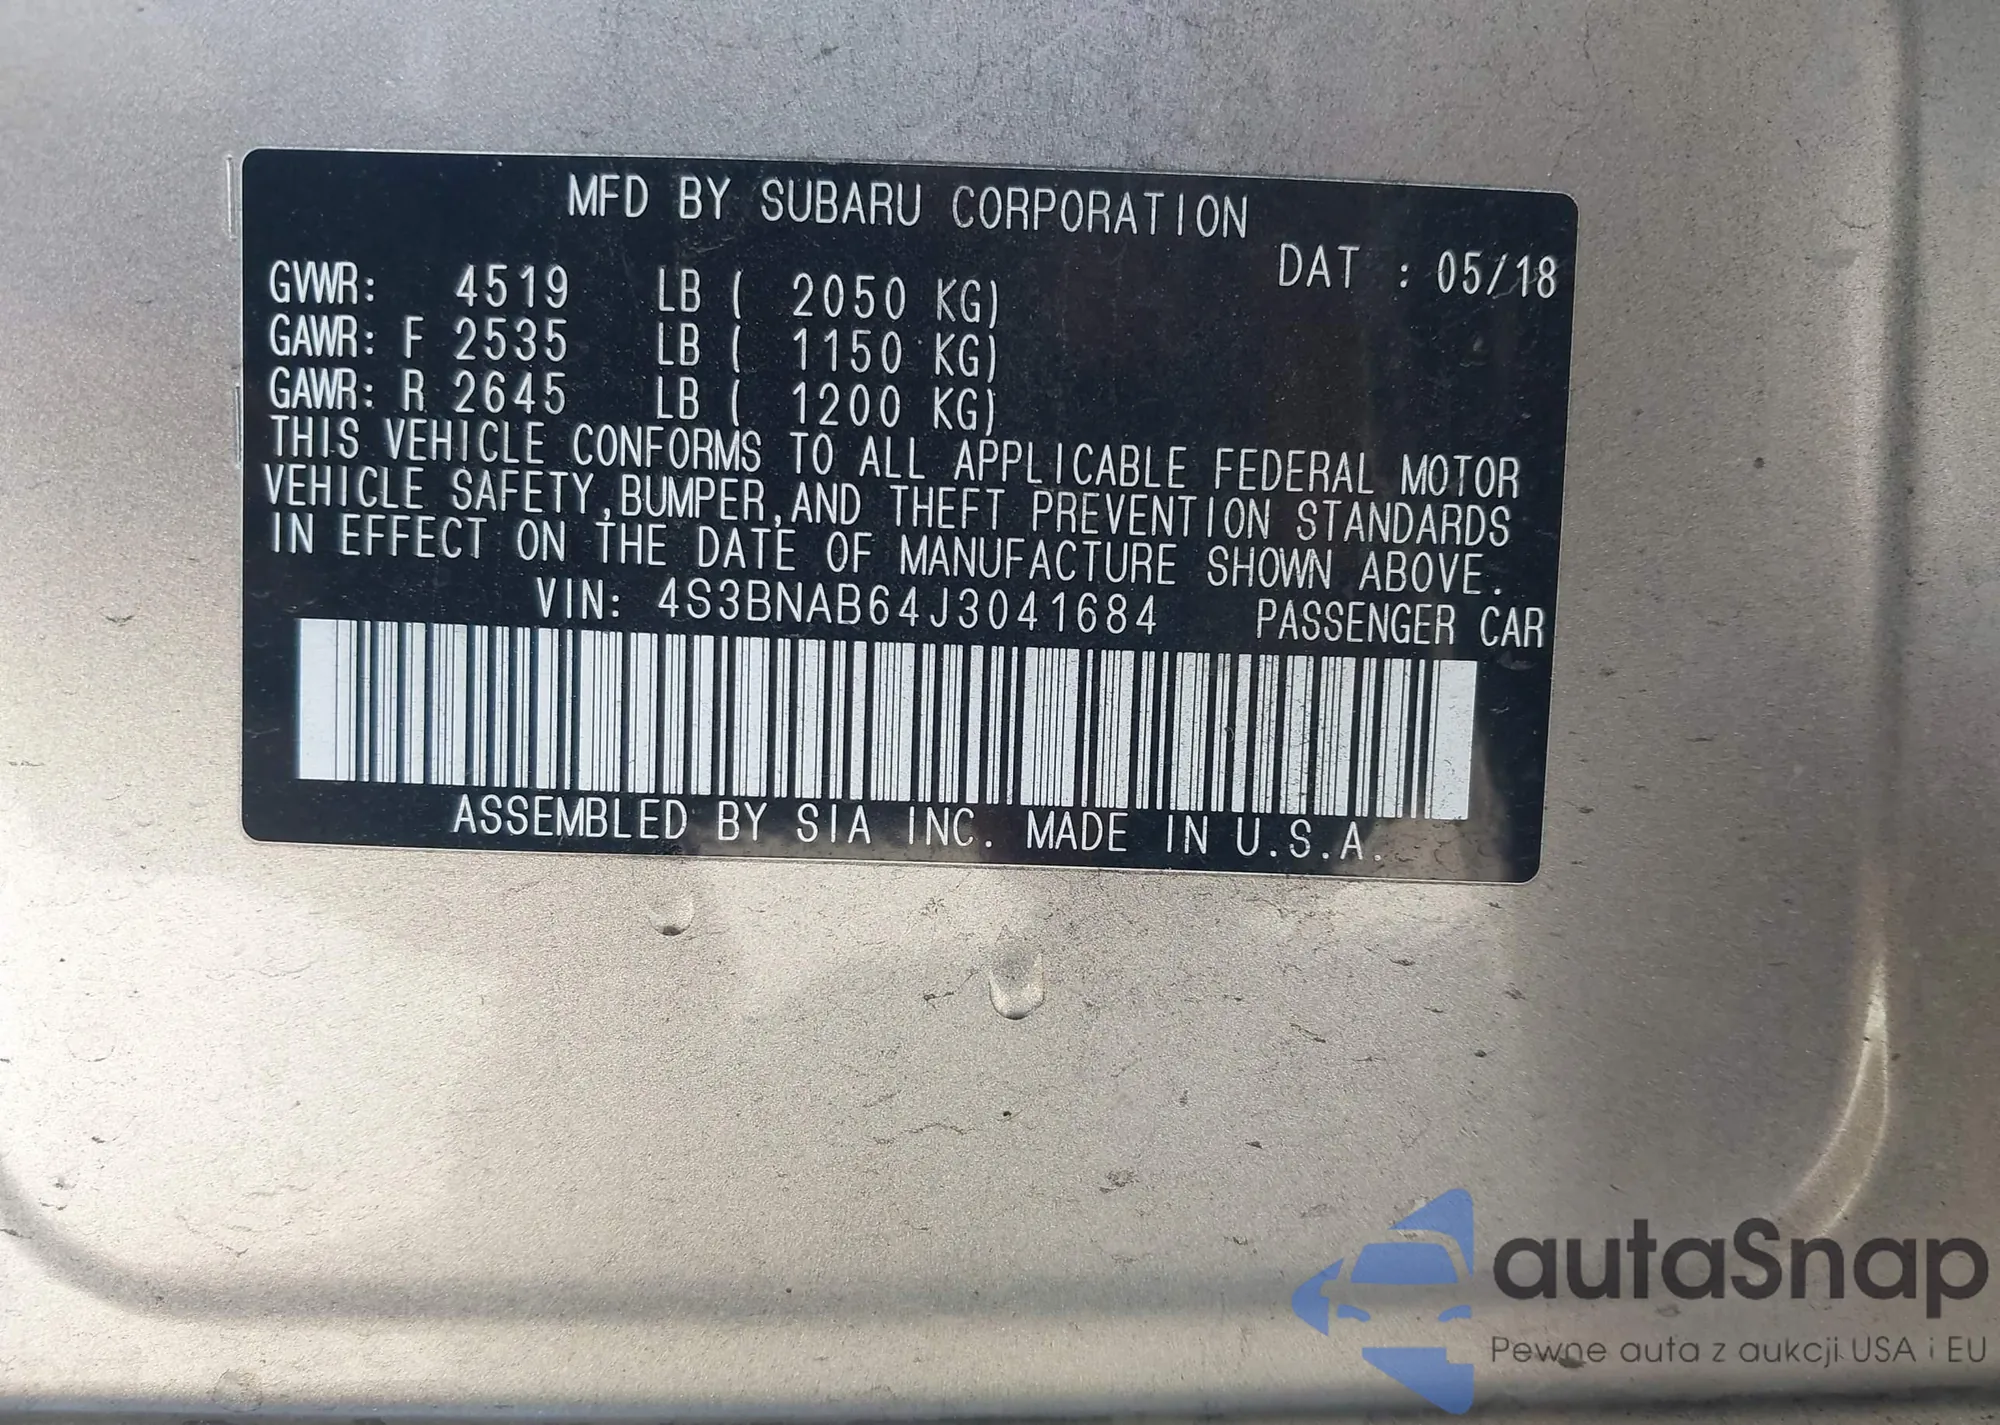 MFD BY SUBARU CORPORATION
DAT : 05/18
GVWR: 4519 LB ( 2050 KG)
GAWR: F 2535 LB ( 1150 KG)
GAWR: R 2645 LB ( 1200 KG)
THIS VEHICLE CONFORMS TO ALL APPLICABLE FEDERAL MOTOR
VEHICLE SAFETY,BUMPER,AND THEFT PREVENTION STANDARDS
IN EFFECT ON THE DATE OF MANUFACTURE SHOWN ABOVE.
VIN: 4S3BNAB64J3041684 PASSENGER CAR
ASSEMBLED BY SIA INC. MADE IN U.S.A.
autaSnap
Pewne auta z aukcji USA i EU